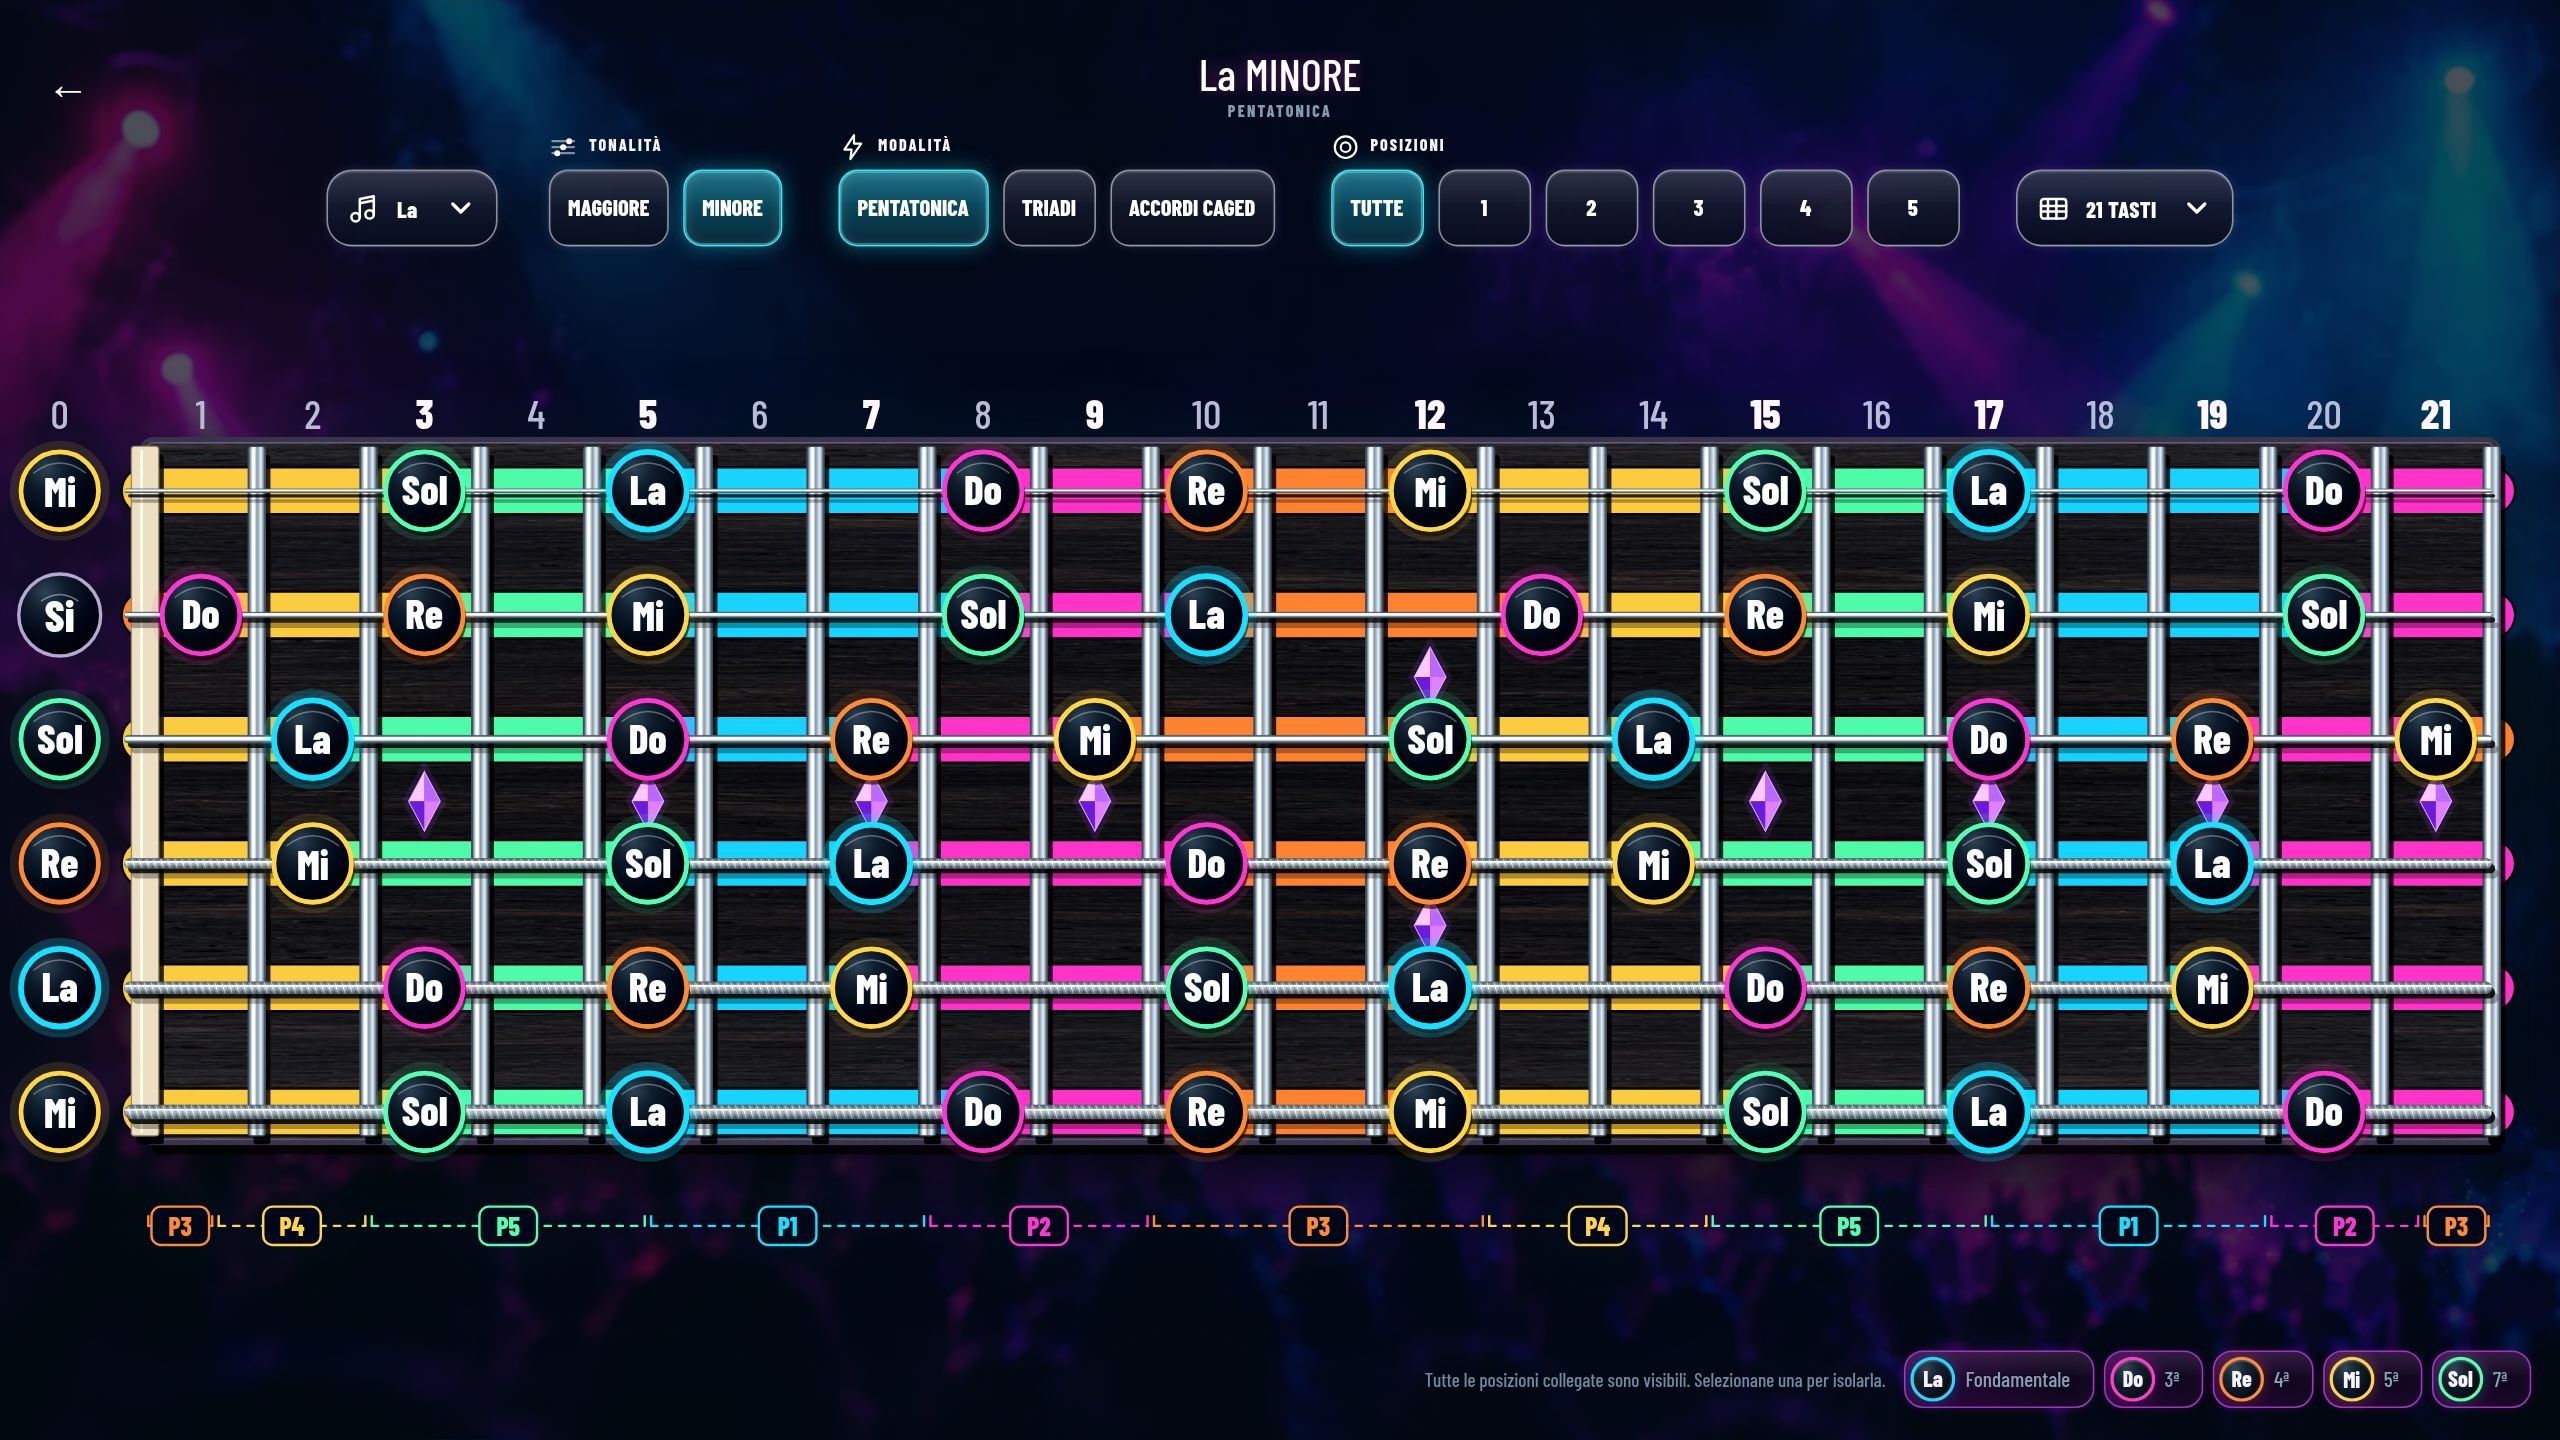 ←
La MINORE
PENTATONICA
TONALITÀ MODALITÀ POSIZIONI
La MAGGIORE MINORE PENTATONICA TRIADI ACCORDI CAGED TUTTE 1 2 3 4 5 21 TASTI
0 1 2 3 4 5 6 7 8 9 10 11 12 13 14 15 16 17 18 19 20 21
Mi Sol La Do Re Mi Sol La Do
Si Do Re Mi Sol La Do Re Mi Sol
Sol La Do Re Mi Sol La Do Re Mi
Re Mi Sol La Do Re Mi Sol La
La Do Re Mi Sol La Do Re Mi
Mi Sol La Do Re Mi Sol La Do
P3 P4 P5 P1 P2 P3 P4 P5 P1 P2 P3
Tutte le posizioni collegate sono visibili. Selezionane una per isolarla. La Fondamentale Do 3ª Re 4ª Mi 5ª Sol 7ª